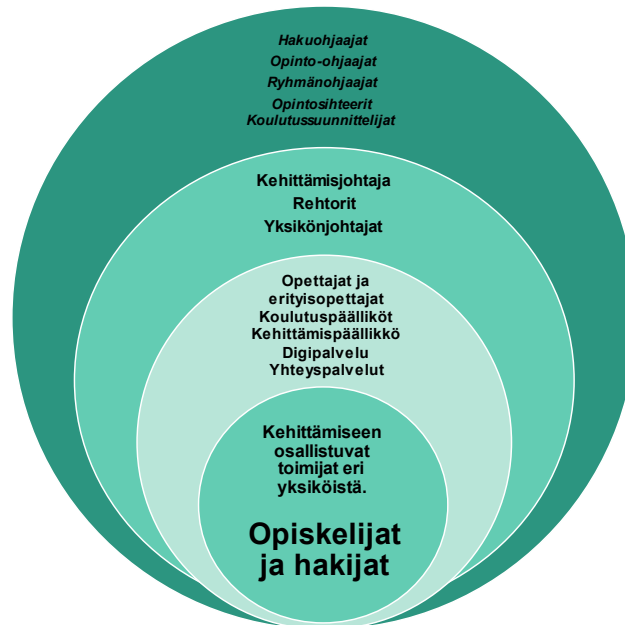 Hakuohjaajat
Opinto-ohjaajat
Ryhmänohjaajat
Opintosihteerit
Koulutussuunnittelijat
Kehittämisjohtaja
Rehtorit
Yksikönjohtajat
Opettajat ja
erityisopettajat
Koulutuspäälliköt
Kehittämispäällikkö
Digipalvelu
Yhteyspalvelut
Kehittämiseen
osallistuvat
toimijat eri
yksiköistä.
Opiskelijat
ja hakijat